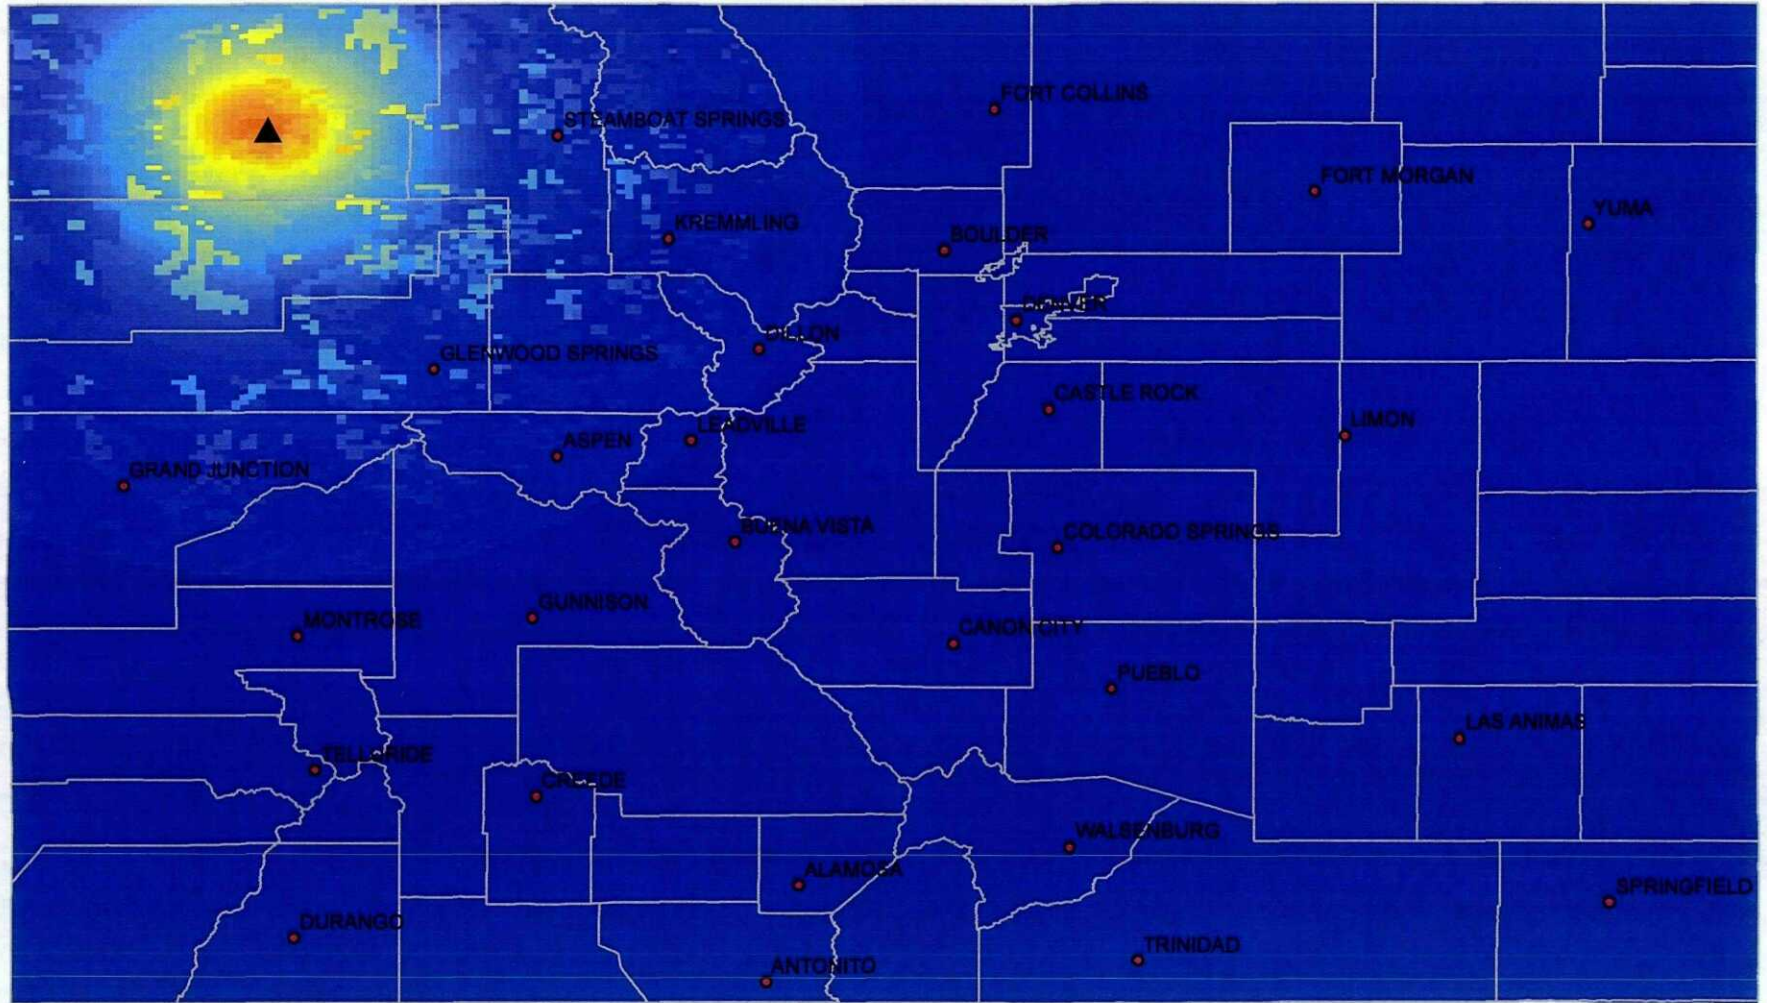 FORT COLLINS
STEAMBOAT SPRINGS
FORT MORGAN
YUMA
KREMMLING
BOULDER
DENVER
DILLON
GLENWOOD SPRINGS
CASTLE ROCK
LIMON
LEADVILLE
ASPEN
GRAND JUNCTION
BUENA VISTA
COLORADO SPRINGS
GUNNISON
MONTROSE
CANON CITY
PUEBLO
LAS ANIMAS
TELLURIDE
CREEDE
WALSENBURG
ALAMOSA
SPRINGFIELD
DURANGO
TRINIDAD
ANTONITO